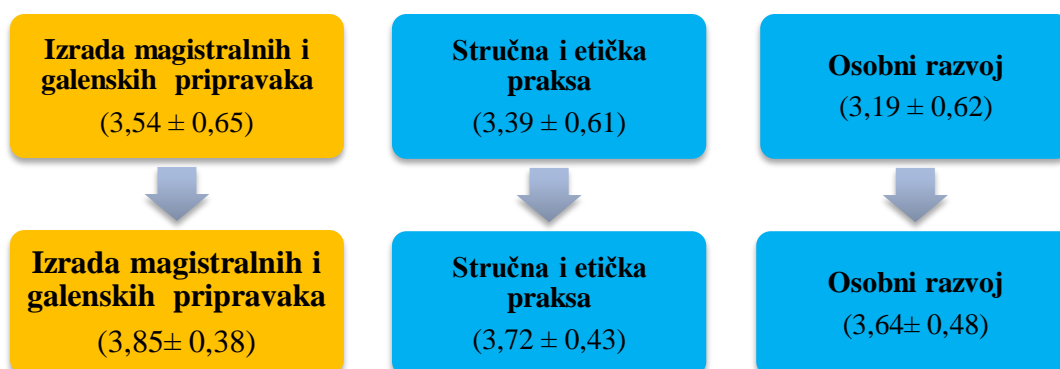 Izrada magistralnih i
galenskih pripravaka
(3,54 ± 0,65)
Stručna i etička
praksa
(3,39 ± 0,61)
Osobni razvoj
(3,19 ± 0,62)
Izrada magistralnih i
galenskih pripravaka
(3,85± 0,38)
Stručna i etička
praksa
(3,72 ± 0,43)
Osobni razvoj
(3,64± 0,48)